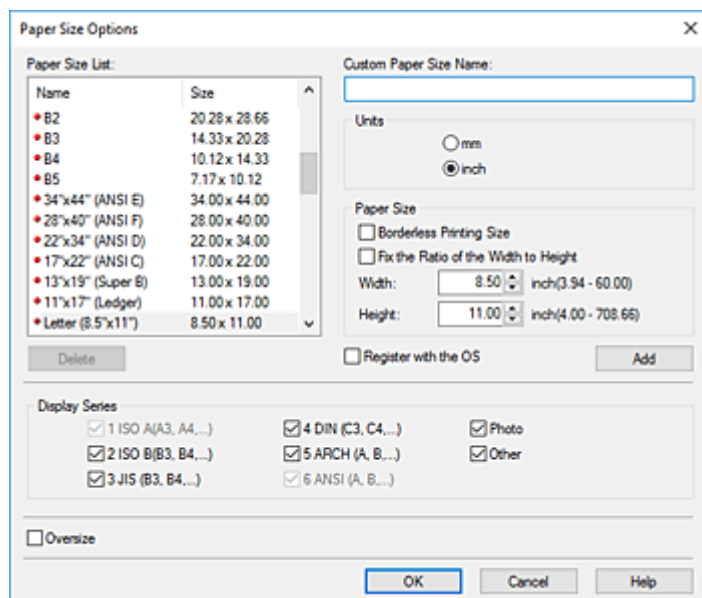 Paper Size Options
Paper Size List:
Name Size
B2 20.28 x 28.66
B3 14.33 x 20.28
B4 10.12 x 14.33
B5 7.17 x 10.12
34"x44" (ANSI E) 34.00 x 44.00
28"x40" (ANSI F) 28.00 x 40.00
22"x34" (ANSI D) 22.00 x 34.00
17"x22" (ANSI C) 17.00 x 22.00
13"x19" (Super B) 13.00 x 19.00
11"x17" (Ledger) 11.00 x 17.00
Letter (8.5"x11") 8.50 x 11.00
Delete
Custom Paper Size Name:
Units
mm
inch
Paper Size
Borderless Printing Size
Fix the Ratio of the Width to Height
Width: 8.50 inch(3.94 - 60.00)
Height: 11.00 inch(4.00 - 708.66)
Register with the OS Add
Display Series
1 ISO A(A3, A4,...) 4 DIN (C3, C4,...) Photo
2 ISO B(B3, B4,...) 5 ARCH (A, B,...) Other
3 JIS (B3, B4,...) 6 ANSI (A, B,...)
Oversize
OK Cancel Help